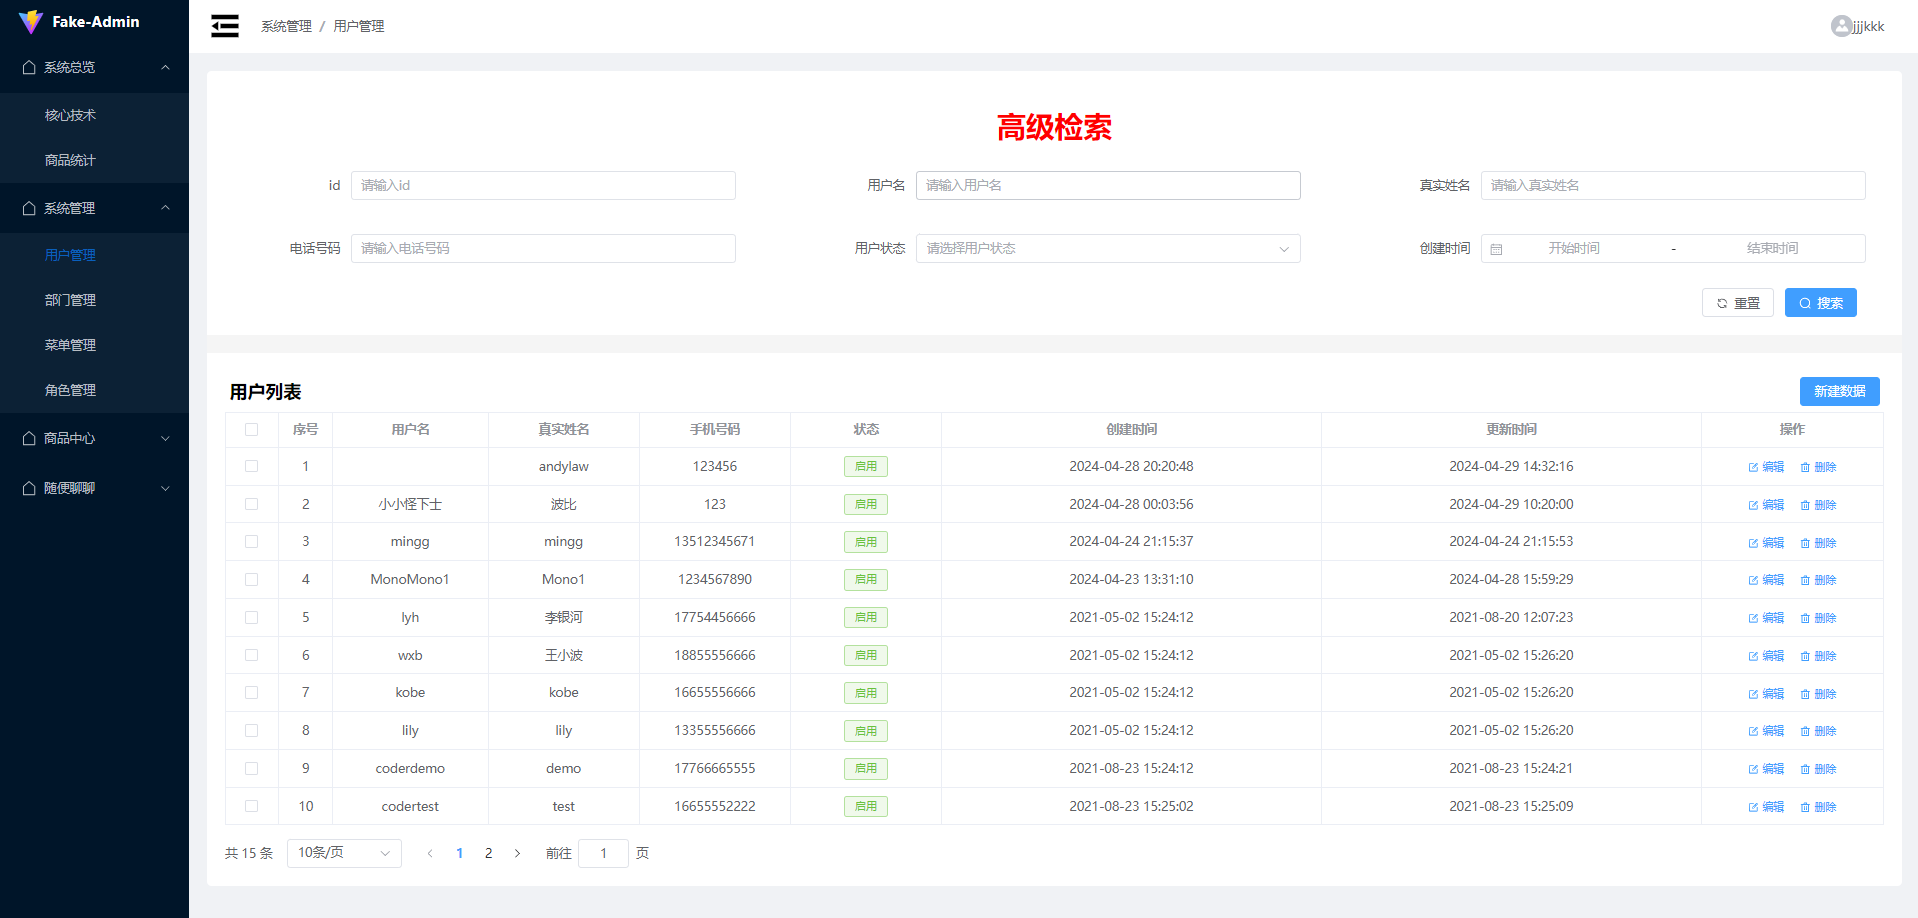 Fake-Admin
系统总览
核心技术
商品统计
系统管理
用户管理
部门管理
菜单管理
角色管理
商品中心
随便聊聊
系统管理 / 用户管理
jjjkkk
高级检索
id 请输入id 用户名 请输入用户名 真实姓名 请输入真实姓名
电话号码 请输入电话号码 用户状态 请选择用户状态 创建时间 开始时间 - 结束时间
重置 搜索
用户列表 新建数据
序号 用户名 真实姓名 手机号码 状态 创建时间 更新时间 操作
1 andylaw 123456 启用 2024-04-28 20:20:48 2024-04-29 14:32:16 编辑 删除
2 小小怪下士 波比 123 启用 2024-04-28 00:03:56 2024-04-29 10:20:00 编辑 删除
3 mingg mingg 13512345671 启用 2024-04-24 21:15:37 2024-04-24 21:15:53 编辑 删除
4 MonoMono1 Mono1 1234567890 启用 2024-04-23 13:31:10 2024-04-28 15:59:29 编辑 删除
5 lyh 李银河 17754456666 启用 2021-05-02 15:24:12 2021-08-20 12:07:23 编辑 删除
6 wxb 王小波 18855556666 启用 2021-05-02 15:24:12 2021-05-02 15:26:20 编辑 删除
7 kobe kobe 16655556666 启用 2021-05-02 15:24:12 2021-05-02 15:26:20 编辑 删除
8 lily lily 13355556666 启用 2021-05-02 15:24:12 2021-05-02 15:26:20 编辑 删除
9 coderdemo demo 17766665555 启用 2021-08-23 15:24:12 2021-08-23 15:24:21 编辑 删除
10 codertest test 16655552222 启用 2021-08-23 15:25:02 2021-08-23 15:25:09 编辑 删除
共 15 条 10条/页 1 2 前往 1 页